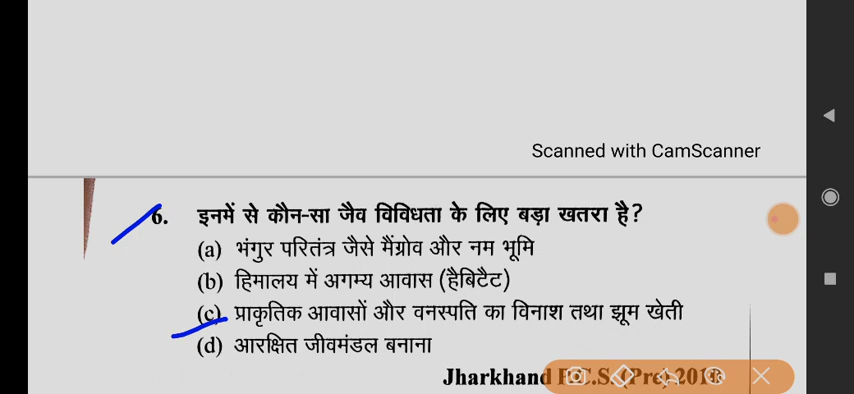 Scanned with CamScanner
6. इनमें से कौन-सा जैव विविधता के लिए बड़ा खतरा है?
(a) भंगुर परितंत्र जैसे मैंग्रोव और नम भूमि
(b) हिमालय में अगम्य आवास (हैबिटैट)
(c) प्राकृतिक आवासों और वनस्पति का विनाश तथा झूम खेती
(d) आरक्षित जीवमंडल बनाना
Jharkhand P.C.S. (Pre)